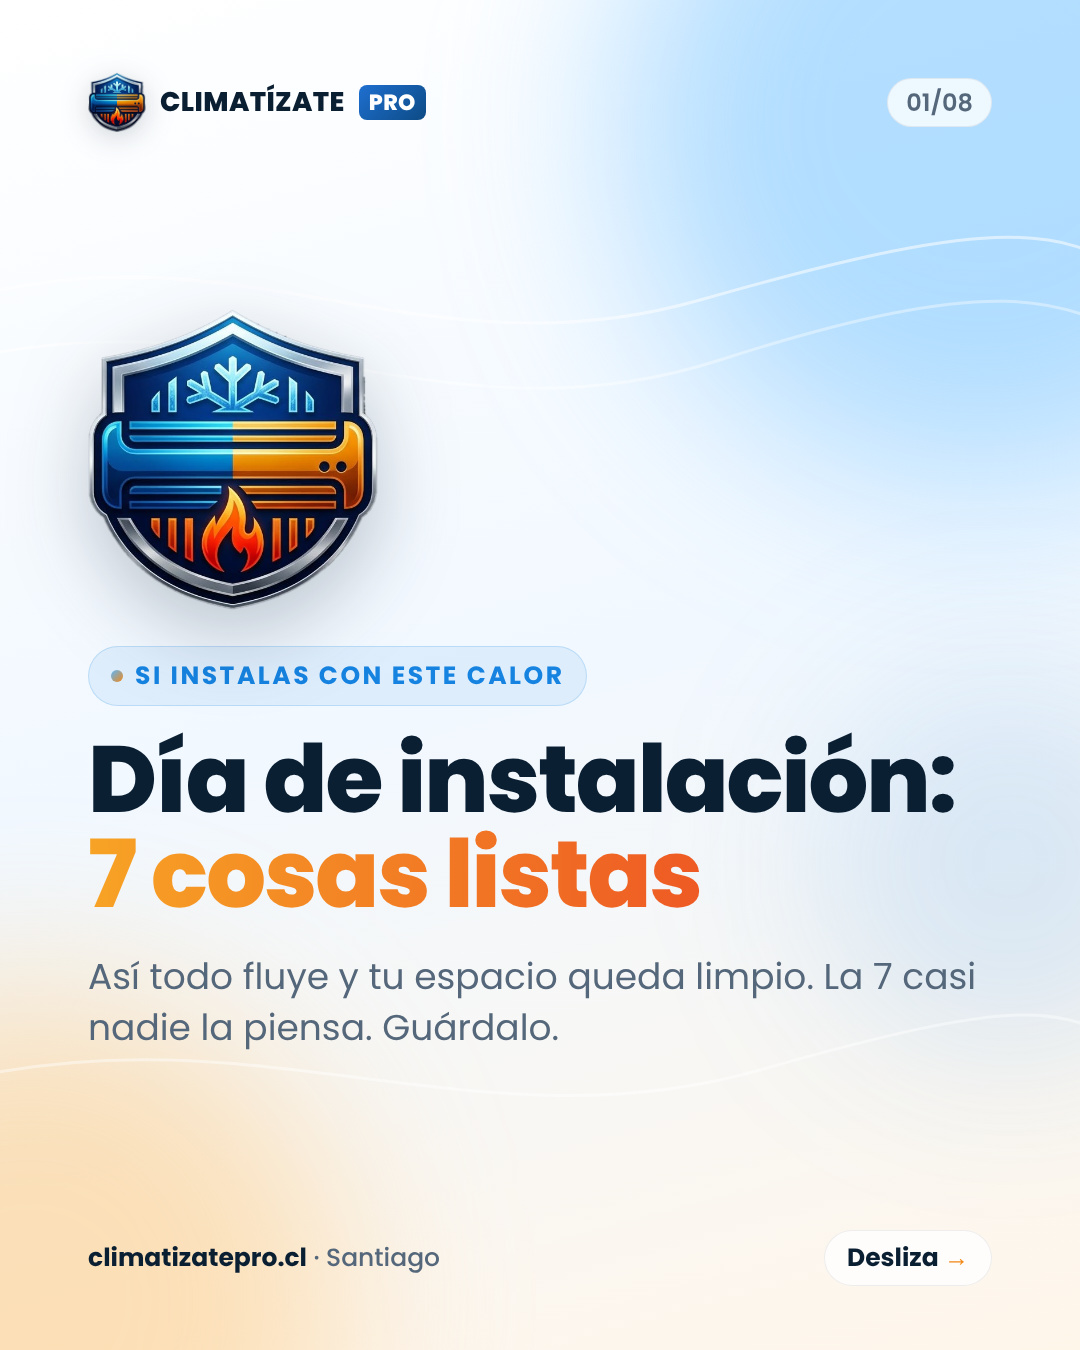 CLIMATÍZATE PRO
01/08
SI INSTALAS CON ESTE CALOR
Día de instalación:
7 cosas listas
Así todo fluye y tu espacio queda limpio. La 7 casi
nadie la piensa. Guárdalo.
climatizatepro.cl · Santiago
Desliza →